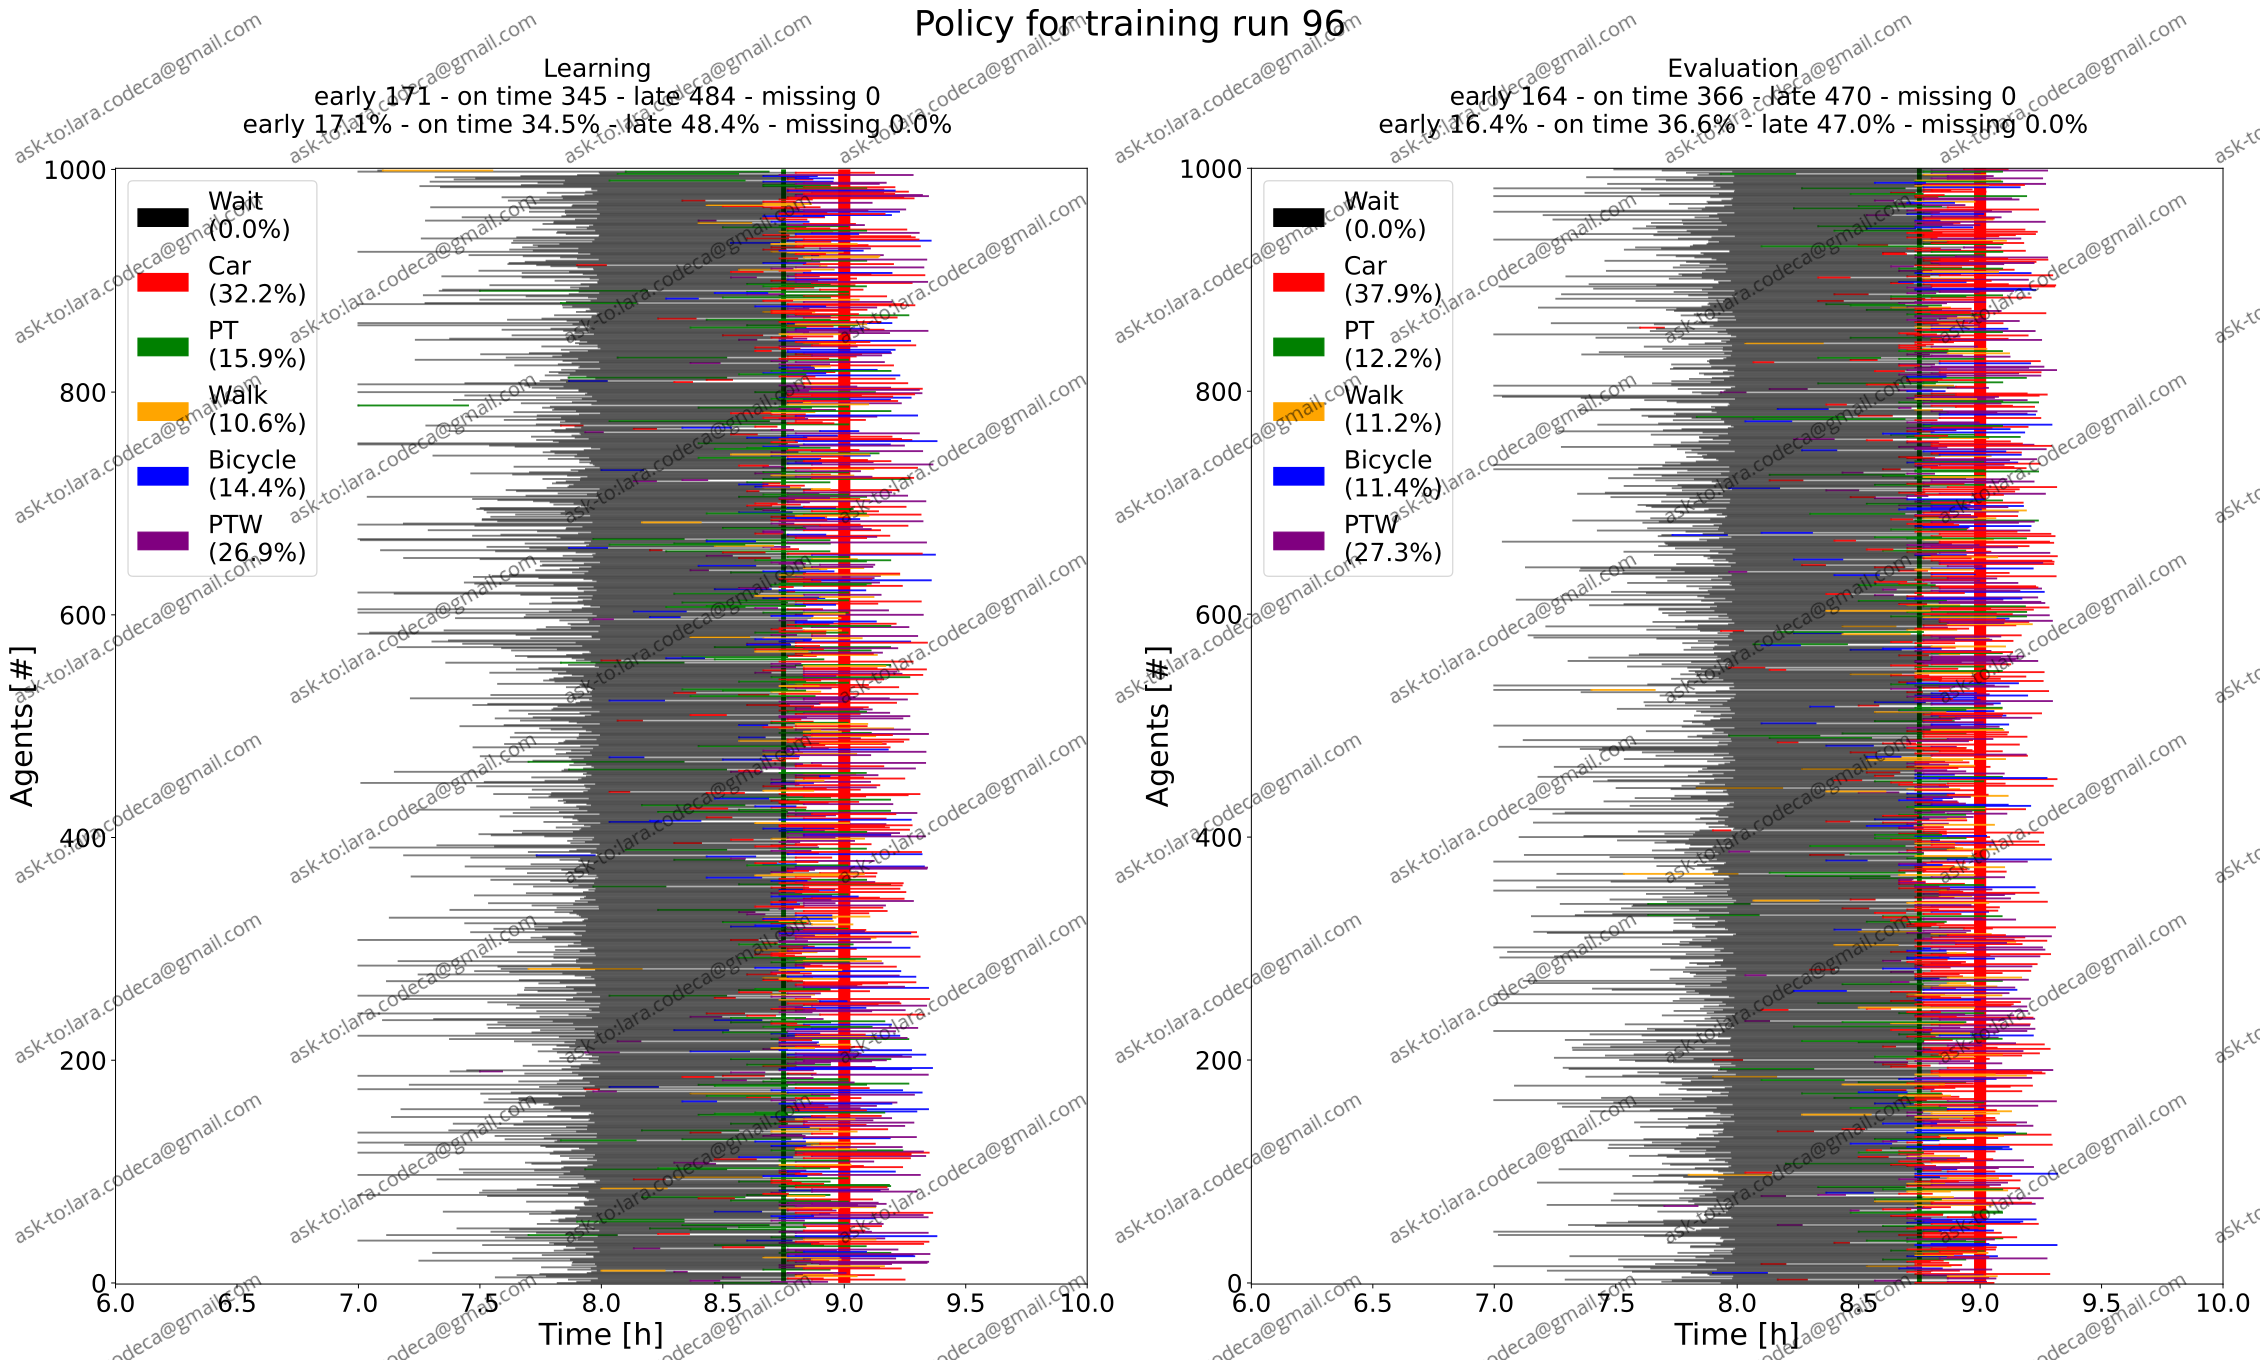 Policy for training run 96
Learning
early 171 - on time 345 - late 484 - missing 0
early 17.1% - on time 34.5% - late 48.4% - missing 0.0%
1000
800
600
400
200
0
Agents [#]
Wait
(0.0%)
Car
(32.2%)
PT
(15.9%)
Walk
(10.6%)
Bicycle
(14.4%)
PTW
(26.9%)
6.0 6.5 7.0 7.5 8.0 8.5 9.0 9.5 10.0
Time [h]
Evaluation
early 164 - on time 366 - late 470 - missing 0
early 16.4% - on time 36.6% - late 47.0% - missing 0.0%
1000
800
600
400
200
0
Agents [#]
Wait
(0.0%)
Car
(37.9%)
PT
(12.2%)
Walk
(11.2%)
Bicycle
(11.4%)
PTW
(27.3%)
6.0 6.5 7.0 7.5 8.0 8.5 9.0 9.5 10.0
Time [h]
ask-to:lara.codeca@gmail.com